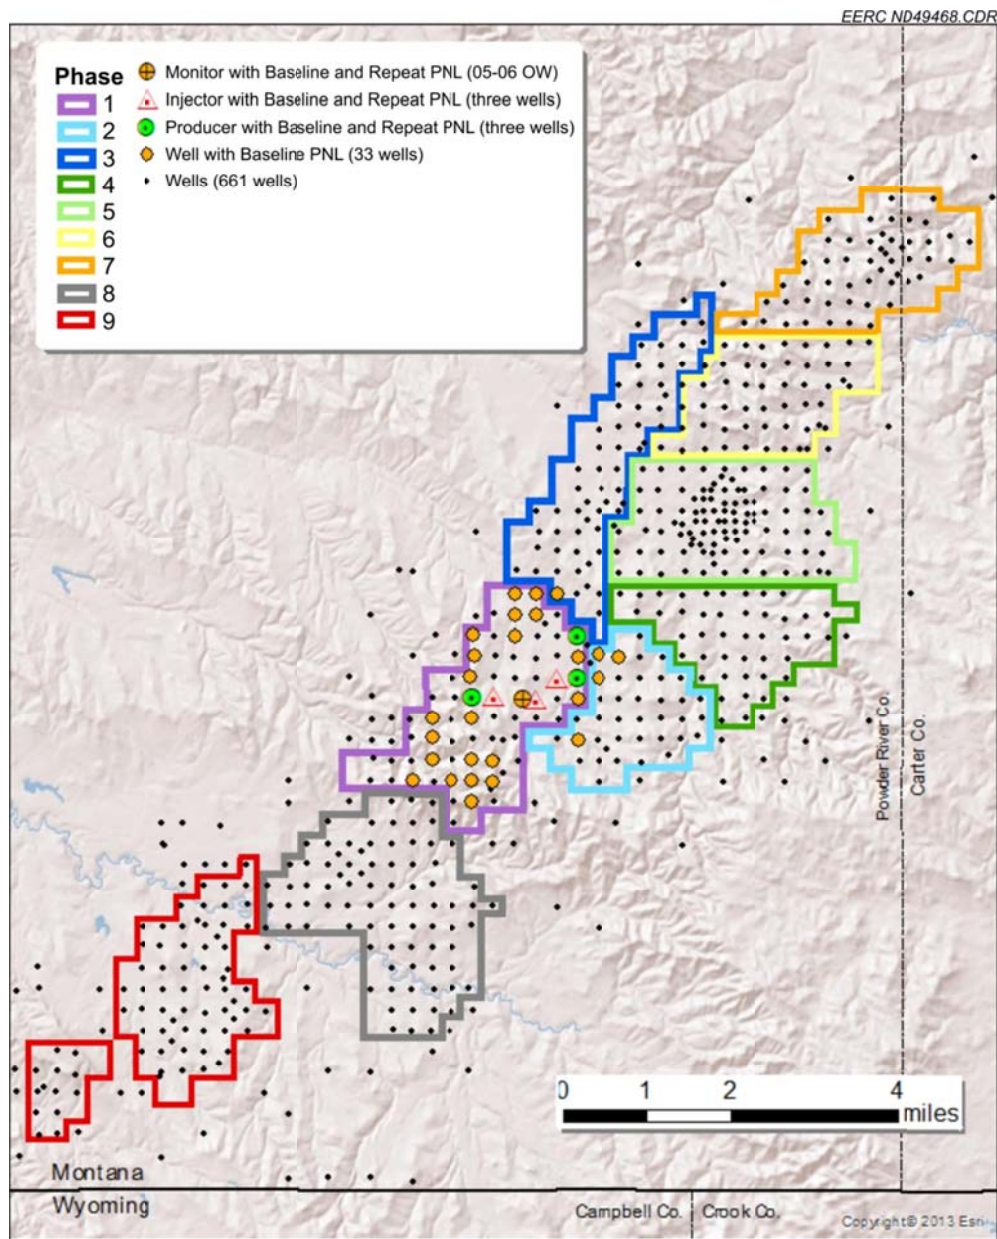 EERC ND49468.CDR
Phase
1
2
3
4
5
6
7
8
9
Monitor with Baseline and Repeat PNL (05-06 OW)
Injector with Baseline and Repeat PNL (three wells)
Producer with Baseline and Repeat PNL (three wells)
Well with Baseline PNL (33 wells)
Wells (661 wells)
Powder River Co.
Carter Co.
0 1 2 4
miles
Montana
Wyoming
Campbell Co. Crook Co.
Copyright© 2013 Esri